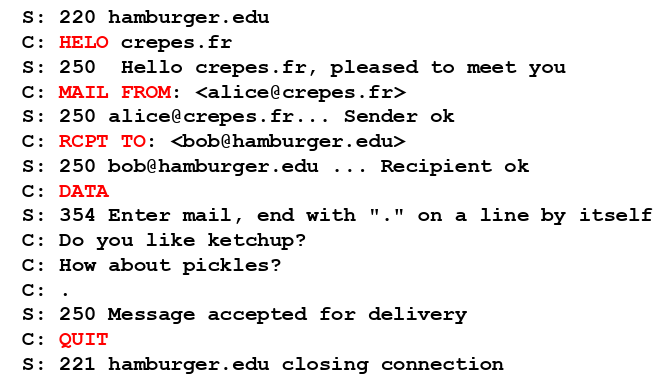 S: 220 hamburger.edu
C: HELO crepes.fr
S: 250  Hello crepes.fr, pleased to meet you
C: MAIL FROM: <alice@crepes.fr>
S: 250 alice@crepes.fr... Sender ok
C: RCPT TO: <bob@hamburger.edu>
S: 250 bob@hamburger.edu ... Recipient ok
C: DATA
S: 354 Enter mail, end with "." on a line by itself
C: Do you like ketchup?
C: How about pickles?
C: .
S: 250 Message accepted for delivery
C: QUIT
S: 221 hamburger.edu closing connection